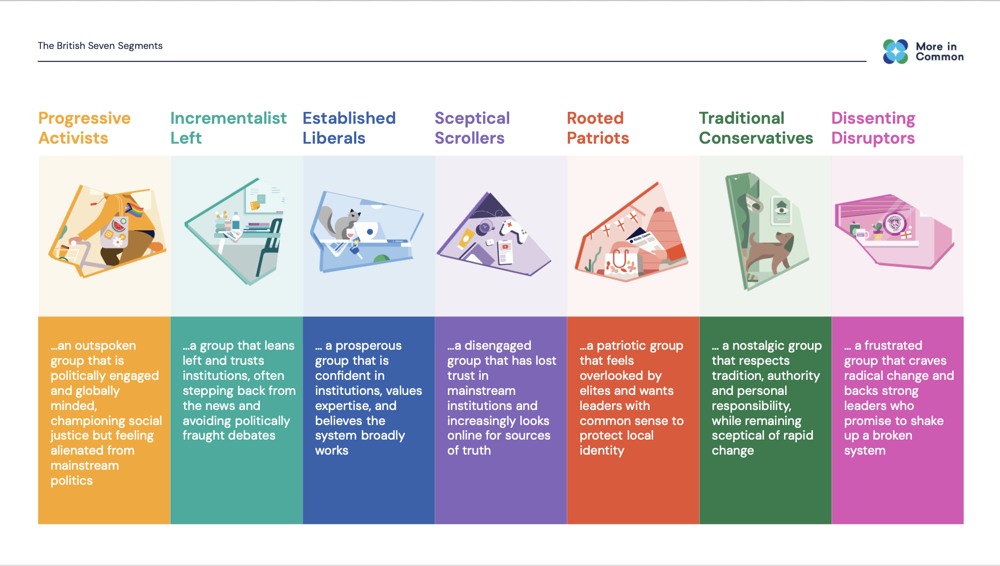 The British Seven Segments
More in
Common
Progressive
Activists
Incrementalist
Left
Established
Liberals
Sceptical
Scrollers
Rooted
Patriots
Traditional
Conservatives
Dissenting
Disruptors
...an outspoken
group that is
politically engaged
and globally
minded,
championing social
justice but feeling
alienated from
mainstream
politics
...a group that leans
left and trusts
institutions, often
stepping back from
the news and
avoiding politically
fraught debates
... a prosperous
group that is
confident in
institutions, values
expertise, and
believes the
system broadly
works
...a disengaged
group that has lost
trust in
mainstream
institutions and
increasingly looks
online for sources
of truth
...a patriotic group
that feels
overlooked by
elites and wants
leaders with
common sense to
protect local
identity
... a nostalgic group
that respects
tradition, authority
and personal
responsibility,
while remaining
sceptical of rapid
change
... a frustrated
group that craves
radical change and
backs strong
leaders who
promise to shake
up a broken
system